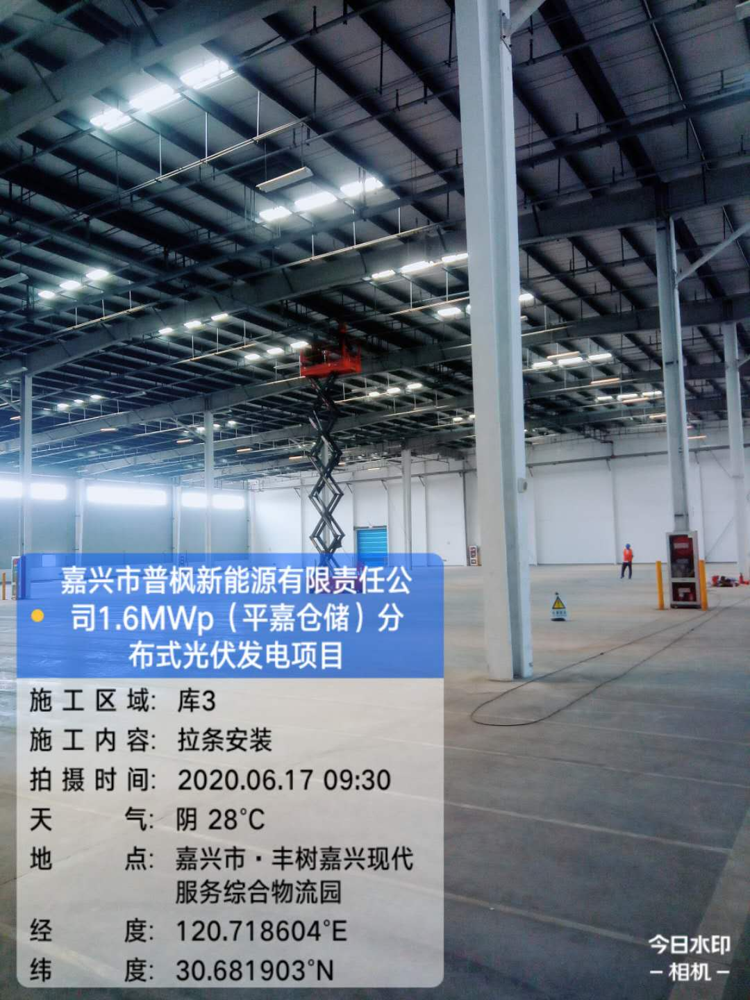 嘉兴市普枫新能源有限责任公
司1.6MWp（平嘉仓储）分
布式光伏发电项目
施工区域：库3
施工内容：拉条安装
拍摄时间：2020.06.17 09:30
天气：阴 28°C
地点：嘉兴市·丰树嘉兴现代
服务综合物流园
经度：120.718604°E
纬度：30.681903°N
今日水印
－相机－